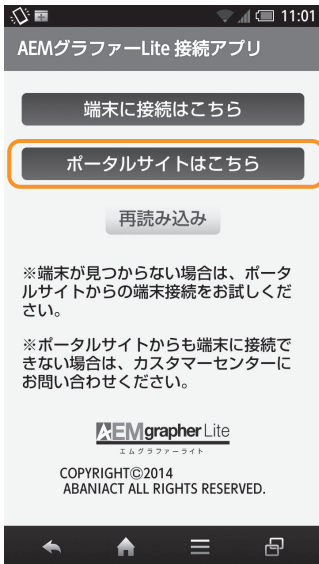 11:01
AEMグラファーLite 接続アプリ
端末に接続はこちら
ポータルサイトはこちら
再読み込み
※端末が見つからない場合は、ポータ
ルサイトからの端末接続をお試しくだ
さい。
※ポータルサイトからも端末に接続で
きない場合は、カスタマーセンターに
お問い合わせください。
AEMgrapher Lite
エムグラファーライト
COPYRIGHT©2014
ABANIACT ALL RIGHTS RESERVED.